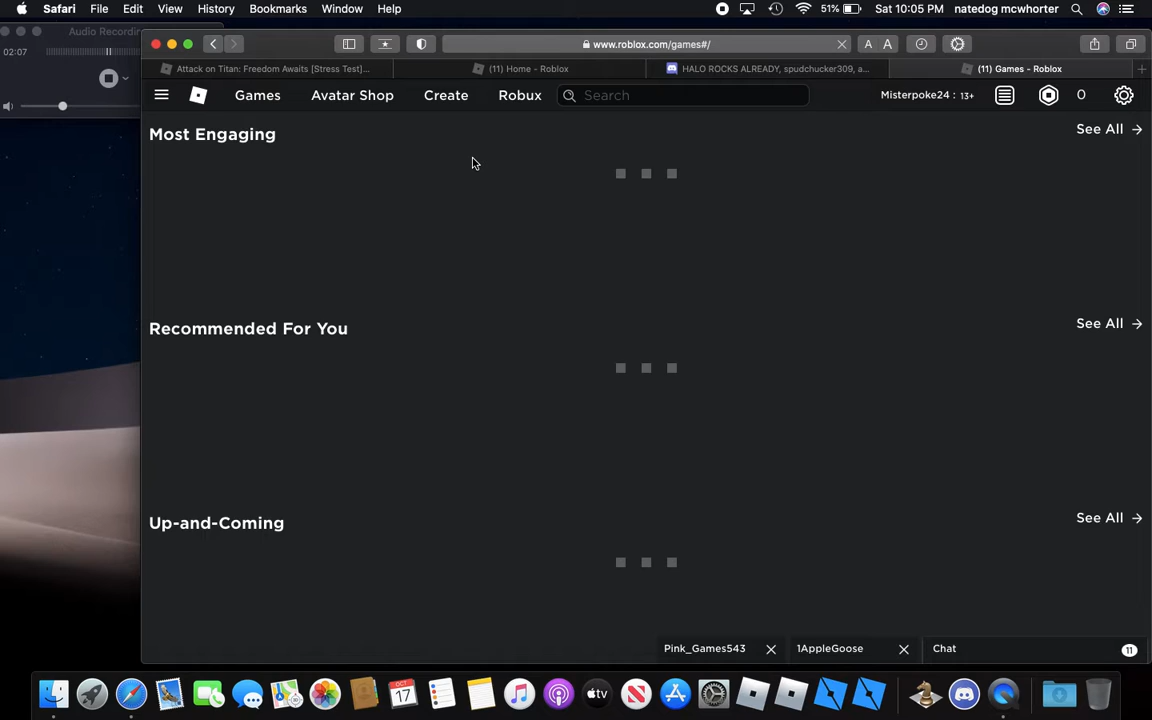 Safari File Edit View History Bookmarks Window Help 51% Sat 10:05 PM natedog mcwhorter
Audio Recordin
02:07
www.roblox.com/games#/ A A
Attack on Titan: Freedom Awaits [Stress Test]... (11) Home - Roblox HALO ROCKS ALREADY, spudchucker309, a... (11) Games - Roblox
Games Avatar Shop Create Robux Search Misterpoke24 : 13+ 0
Most Engaging See All
Recommended For You See All
Up-and-Coming See All
Pink_Games543 1AppleGoose Chat 11
OCT
17
tv